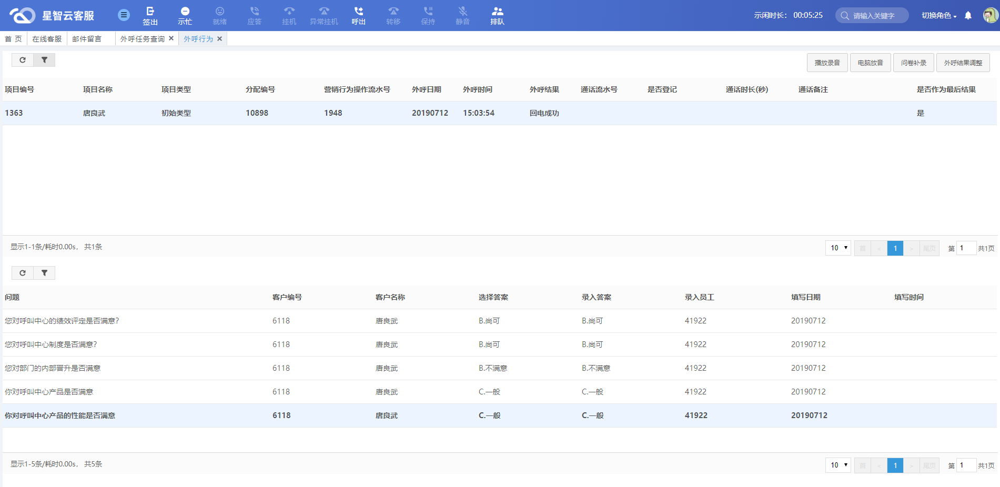 星智云客服
签出 示忙 就绪 应答 挂机 异常挂机 呼出 转移 保持 静音 排队
示闲时长： 00:05:25 请输入关键字 切换角色
首 页 在线客服 邮件留言 外呼任务查询 ✕ 外呼行为 ✕
播放录音 电脑放音 问卷补录 外呼结果调整
项目编号 项目名称 项目类型 分配编号 营销行为操作流水号 外呼日期 外呼时间 外呼结果 通话流水号 是否登记 通话时长(秒) 通话备注 是否作为最后结果
1363 唐良武 初始类型 10898 1948 20190712 15:03:54 回电成功 是
显示1-1条/耗时0.00s， 共1条 10 首 < 1 > 尾页 第 1 共1页
问题 客户编号 客户名称 选择答案 录入答案 录入员工 填写日期 填写时间
您对呼叫中心的绩效评定是否满意? 6118 唐良武 B.尚可 B.尚可 41922 20190712
您对呼叫中心制度是否满意? 6118 唐良武 B.尚可 B.尚可 41922 20190712
您对部门的内部晋升是否满意 6118 唐良武 B.不满意 B.不满意 41922 20190712
你对呼叫中心产品是否满意 6118 唐良武 C.一般 C.一般 41922 20190712
你对呼叫中心产品的性能是否满意 6118 唐良武 C.一般 C.一般 41922 20190712
显示1-5条/耗时0.00s， 共5条 10 首 < 1 > 尾页 第 1 共1页